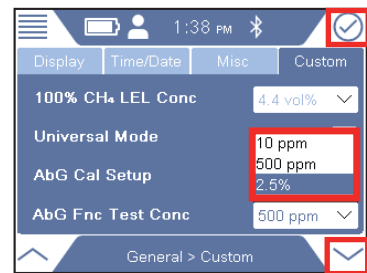 1:38 PM
Display Time/Date Misc Custom
100% CH₄ LEL Conc 4.4 vol%
Universal Mode
10 ppm
500 ppm
AbG Cal Setup
2.5%
AbG Fnc Test Conc 500 ppm
General > Custom